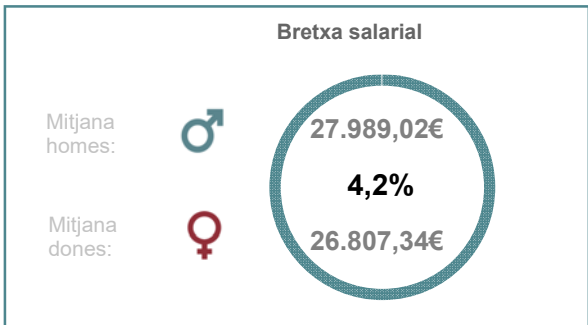 Bretxa salarial
Mitjana
homes:
27.989,02€
4,2%
Mitjana
dones:
26.807,34€